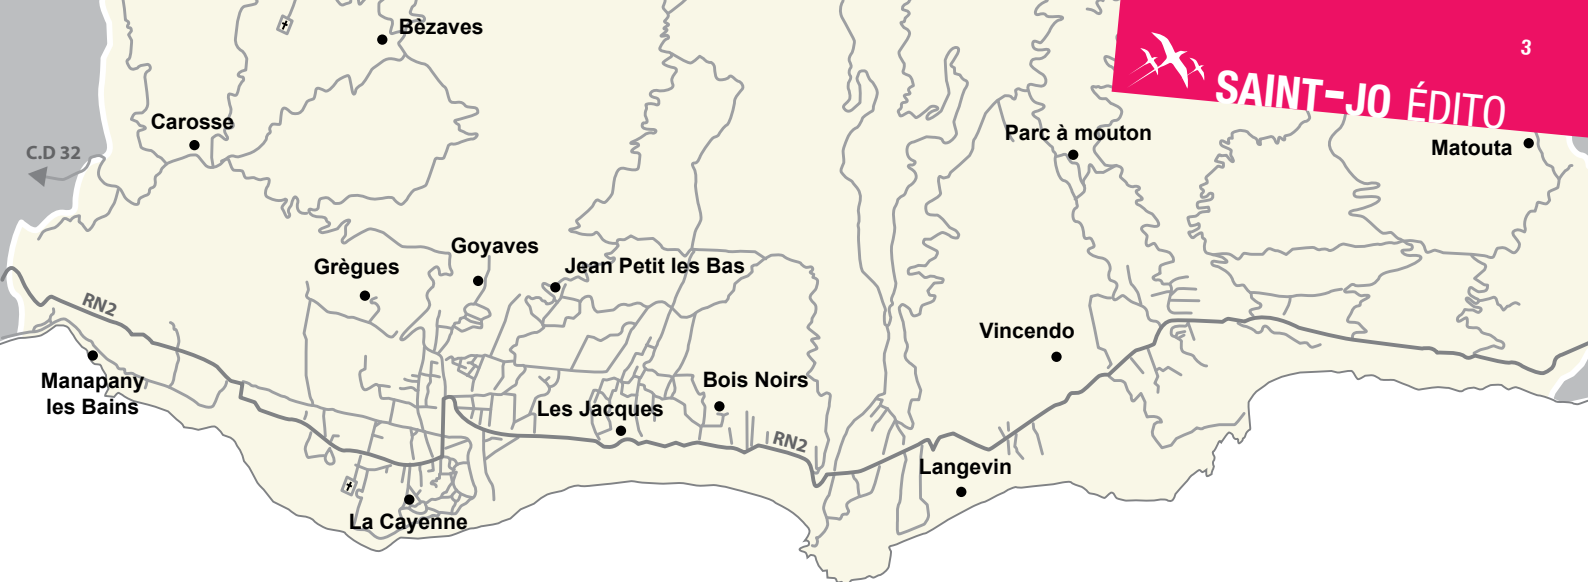 3
SAINT-JO ÉDITO
Bèzaves
Carosse
C.D 32
Parc à mouton
Matouta
Goyaves
Grègues
Jean Petit les Bas
RN2
Vincendo
Manapany
les Bains
Bois Noirs
Les Jacques
RN2
Langevin
La Cayenne